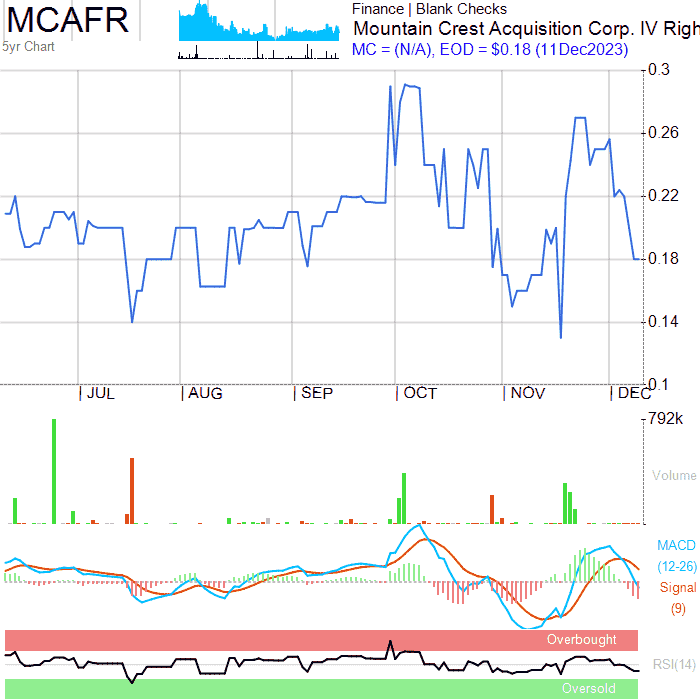 MCAFR
5yr Chart
Finance | Blank Checks
Mountain Crest Acquisition Corp. IV Righ
MC = (N/A), EOD = $0.18 (11Dec2023)
0.3
0.26
0.22
0.18
0.14
0.1
JUL AUG SEP OCT NOV DEC
792k
Volume
MACD
(12-26)
Signal
(9)
Overbought
RSI(14)
Oversold